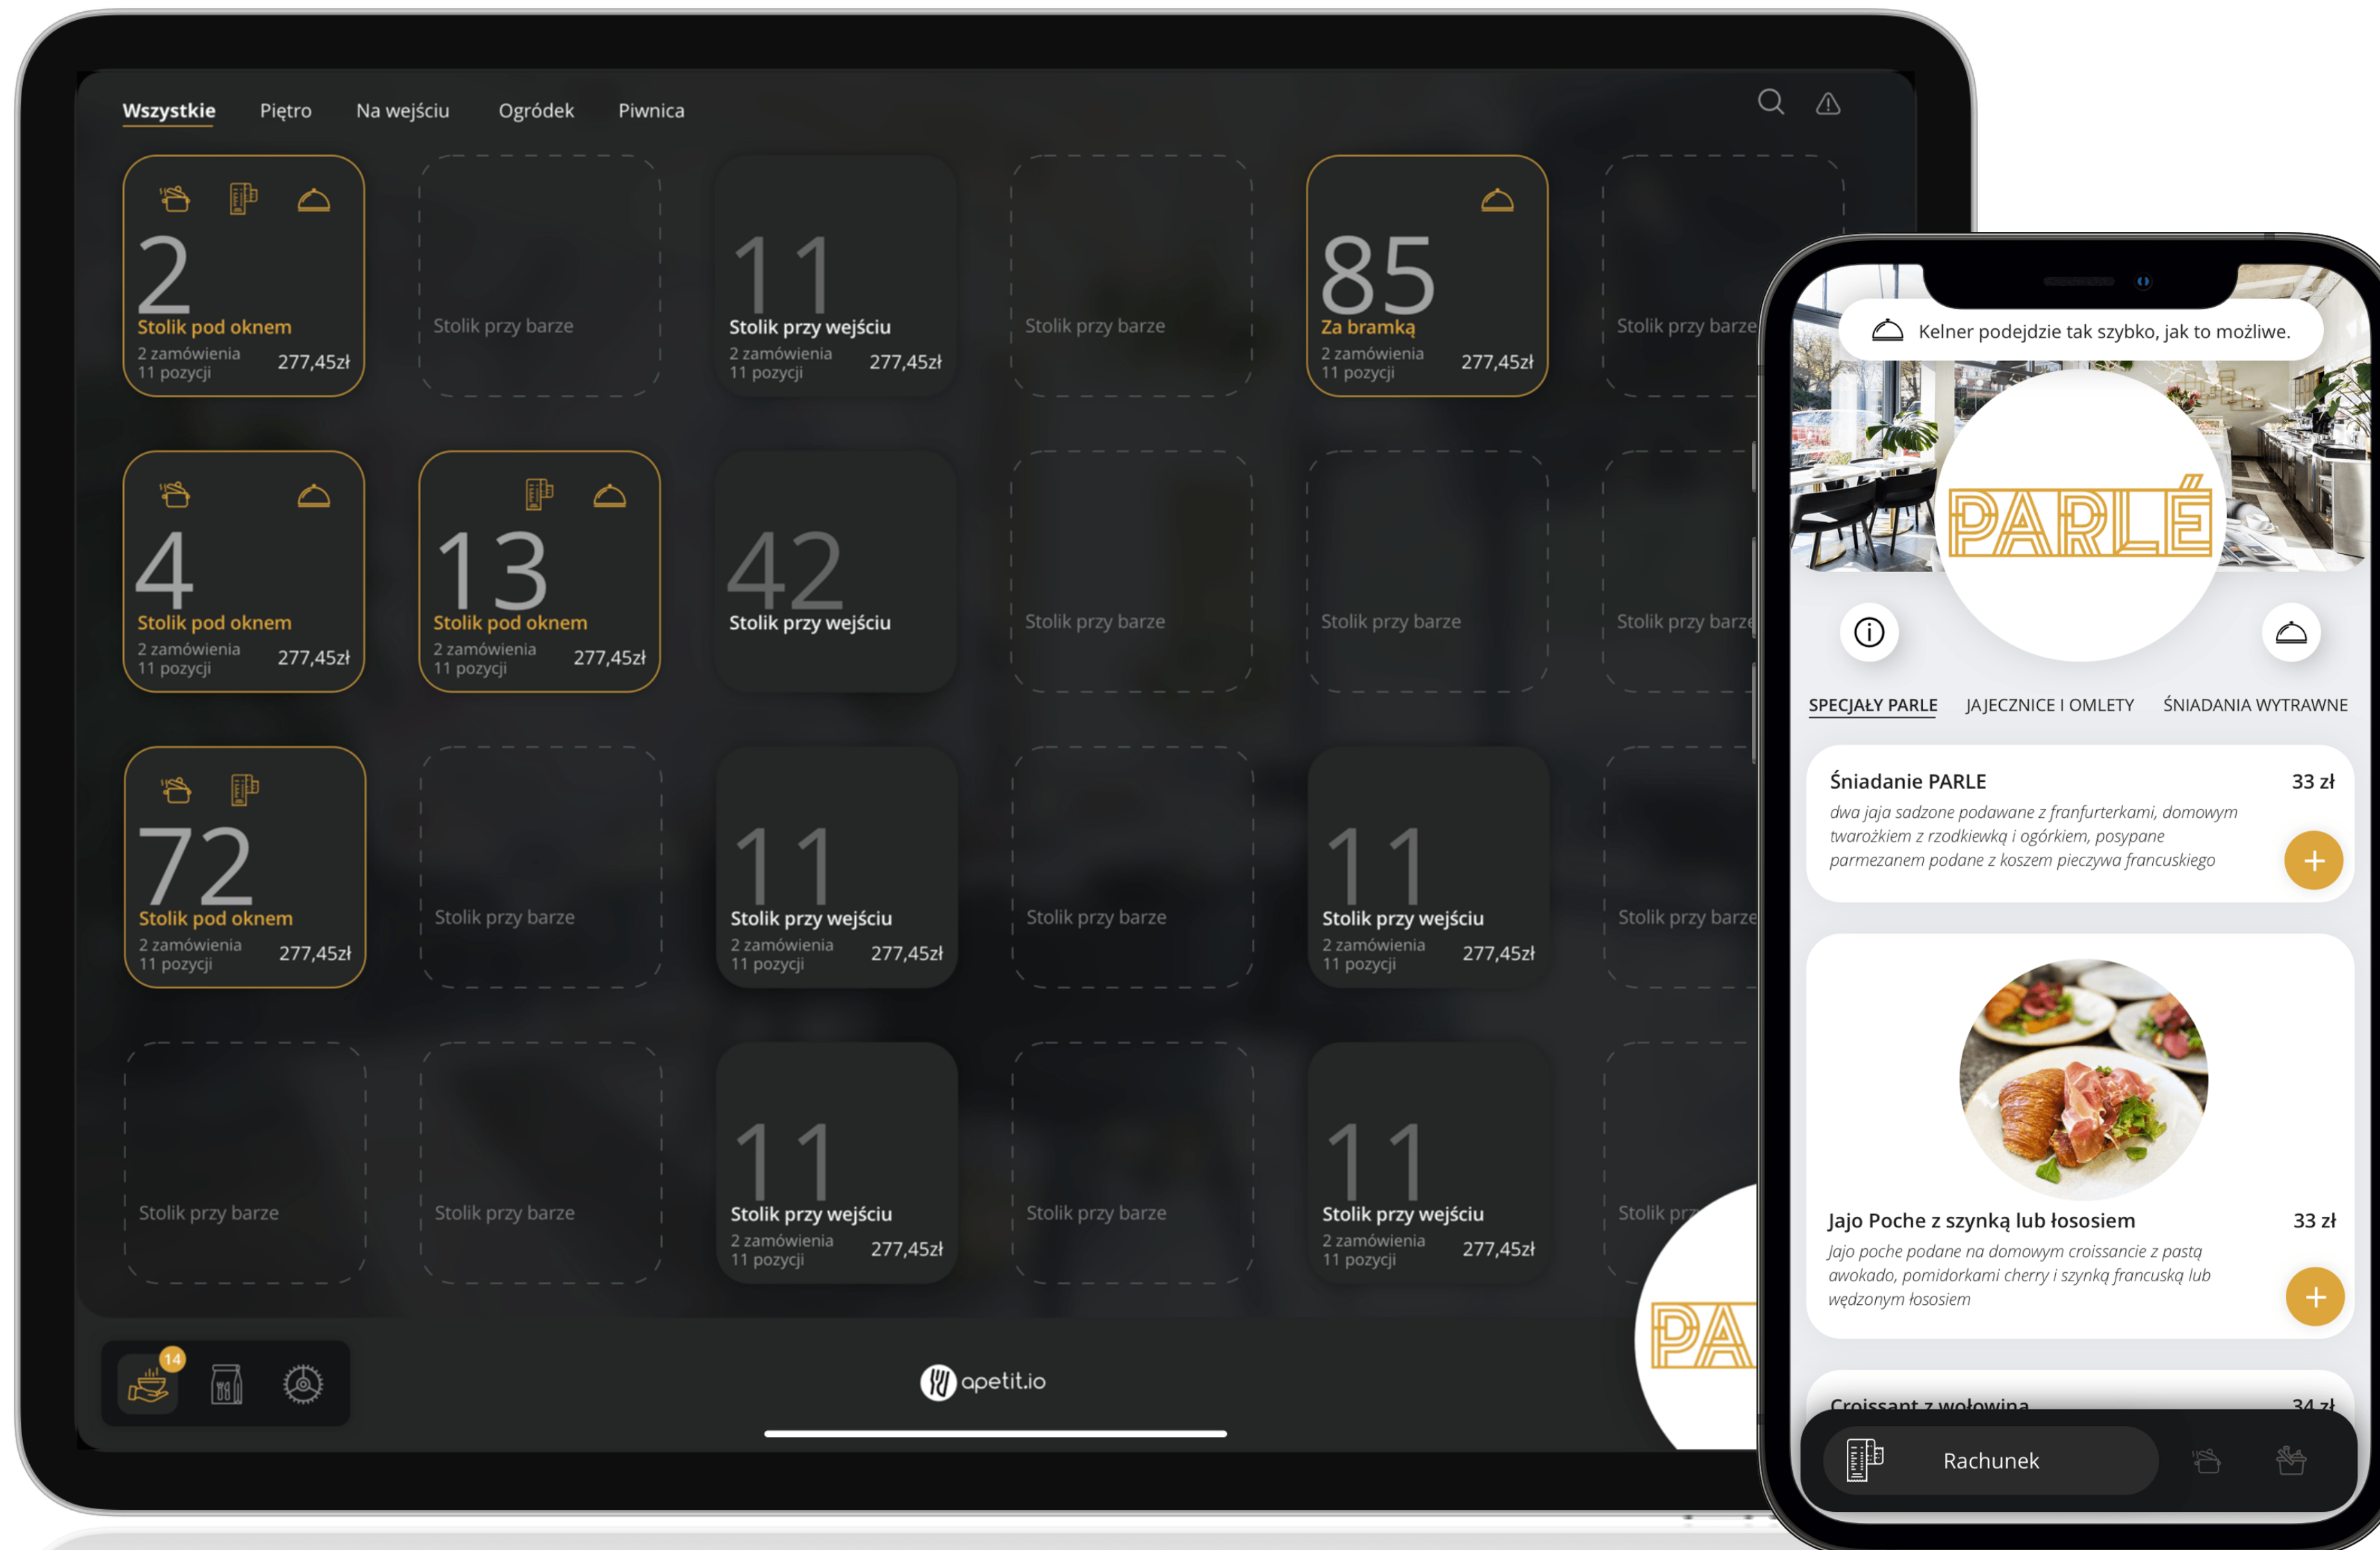 Wszystkie Piętro Na wejściu Ogródek Piwnica
2
Stolik pod oknem
2 zamówienia
11 pozycji
277,45zł
Stolik przy barze
11
Stolik przy wejściu
2 zamówienia
11 pozycji
277,45zł
Stolik przy barze
85
Za bramką
2 zamówienia
11 pozycji
277,45zł
Stolik przy barze
4
Stolik pod oknem
2 zamówienia
11 pozycji
277,45zł
13
Stolik pod oknem
2 zamówienia
11 pozycji
277,45zł
42
Stolik przy wejściu
Stolik przy barze
Stolik przy barze
Stolik przy barze
72
Stolik pod oknem
2 zamówienia
11 pozycji
277,45zł
Stolik przy barze
11
Stolik przy wejściu
2 zamówienia
11 pozycji
277,45zł
Stolik przy barze
11
Stolik przy wejściu
2 zamówienia
11 pozycji
277,45zł
Stolik przy barze
Stolik przy barze
Stolik przy barze
11
Stolik przy wejściu
2 zamówienia
11 pozycji
277,45zł
Stolik przy barze
11
Stolik przy wejściu
2 zamówienia
11 pozycji
277,45zł
Stolik prz
14
apetit.io
PA
Kelner podejdzie tak szybko, jak to możliwe.
PARLÉ
SPECJAŁY PARLE JAJECZNICE I OMLETY ŚNIADANIA WYTRAWNE
Śniadanie PARLE 33 zł
dwa jaja sadzone podawane z franfurterkami, domowym
twarożkiem z rzodkiewką i ogórkiem, posypane
parmezanem podane z koszem pieczywa francuskiego
Jajo Poche z szynką lub łososiem 33 zł
Jajo poche podane na domowym croissancie z pastą
awokado, pomidorkami cherry i szynką francuską lub
wędzonym łososiem
Croissant z wołowiną 34 zł
Rachunek